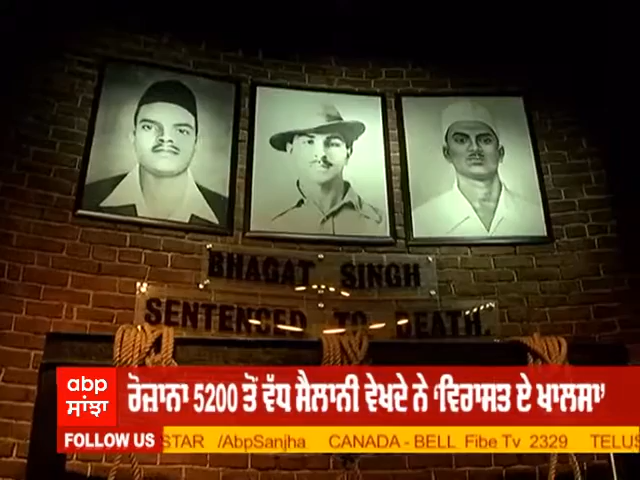 BHAGAT SINGH
SENTENCED TO DEATH
abp
ਸਾਂਝਾ
ਰੋਜ਼ਾਨਾ 5200 ਤੋਂ ਵੱਧ ਸੈਲਾਨੀ ਵੇਖਦੇ ਨੇ 'ਵਿਰਾਸਤ ਏ ਖਾਲਸਾ'
FOLLOW US
STAR /AbpSanjha CANADA - BELL Fibe Tv 2329 TELUS